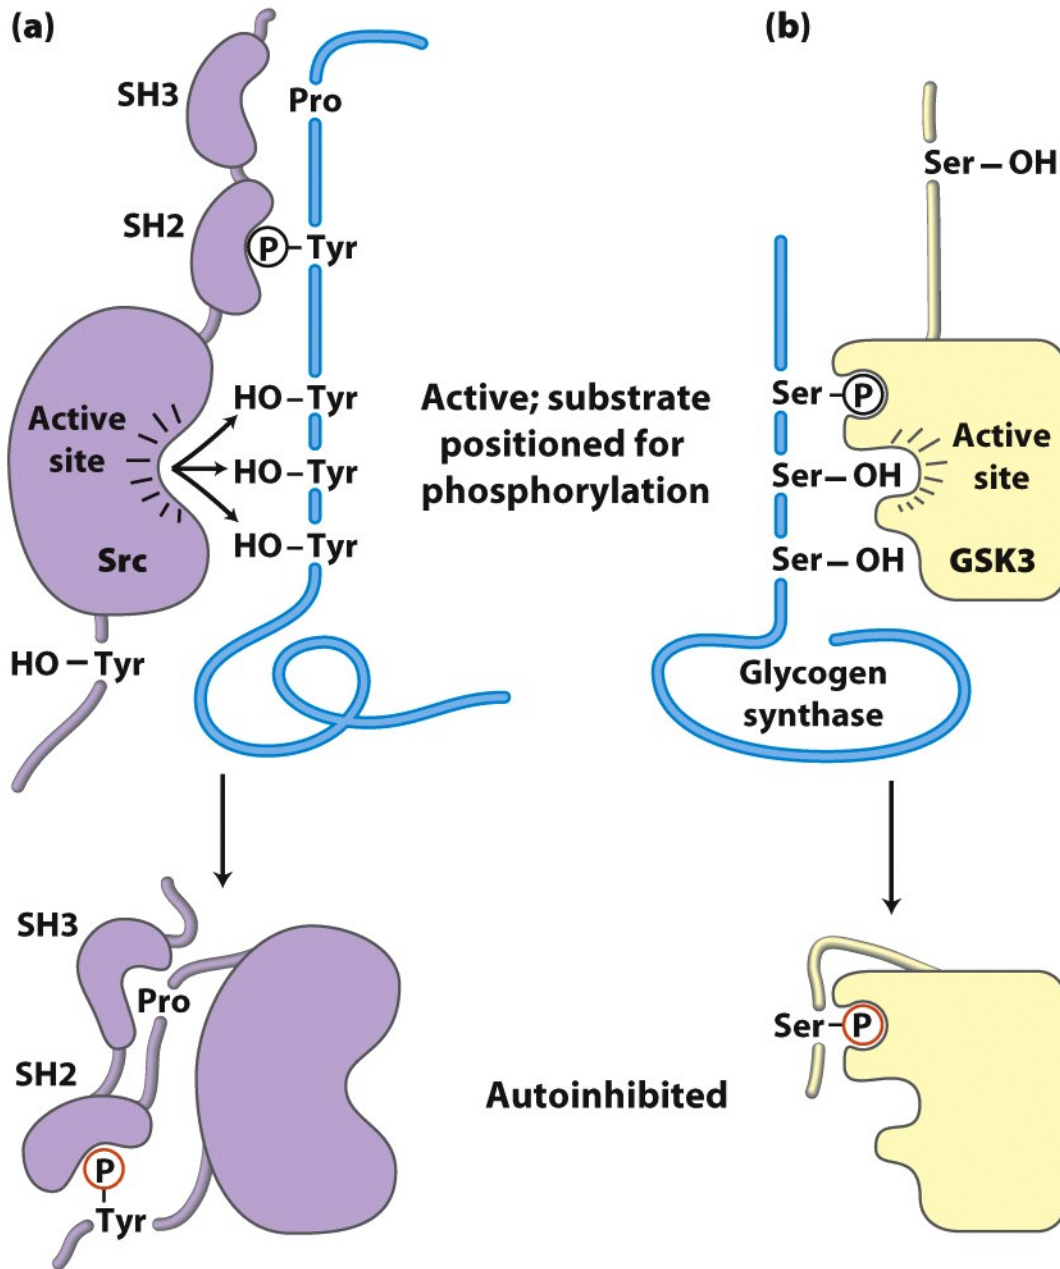 (a)
SH3
Pro
SH2
P–Tyr
HO–Tyr
Active
site
HO–Tyr
HO–Tyr
Src
HO–Tyr
Active; substrate
positioned for
phosphorylation
(b)
Ser–OH
Ser–P
Active
site
Ser–OH
Ser–OH
GSK3
Glycogen
synthase
SH3
Pro
SH2
P
Tyr
Autoinhibited
Ser–P